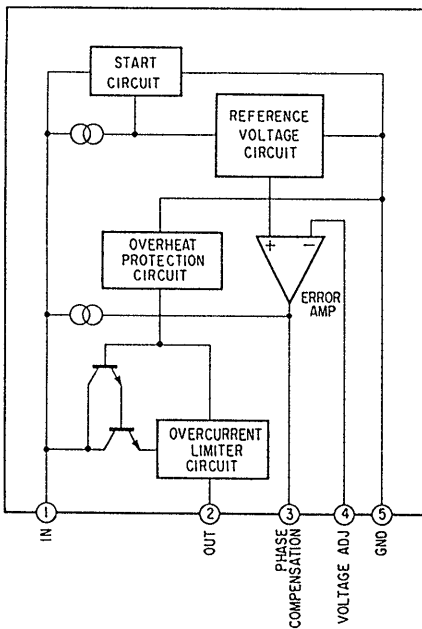 START
CIRCUIT
REFERENCE
VOLTAGE
CIRCUIT
OVERHEAT
PROTECTION
CIRCUIT
+
−
ERROR
AMP
OVERCURRENT
LIMITER
CIRCUIT
1
2
3
4
5
IN
OUT
PHASE
COMPENSATION
VOLTAGE ADJ
GND